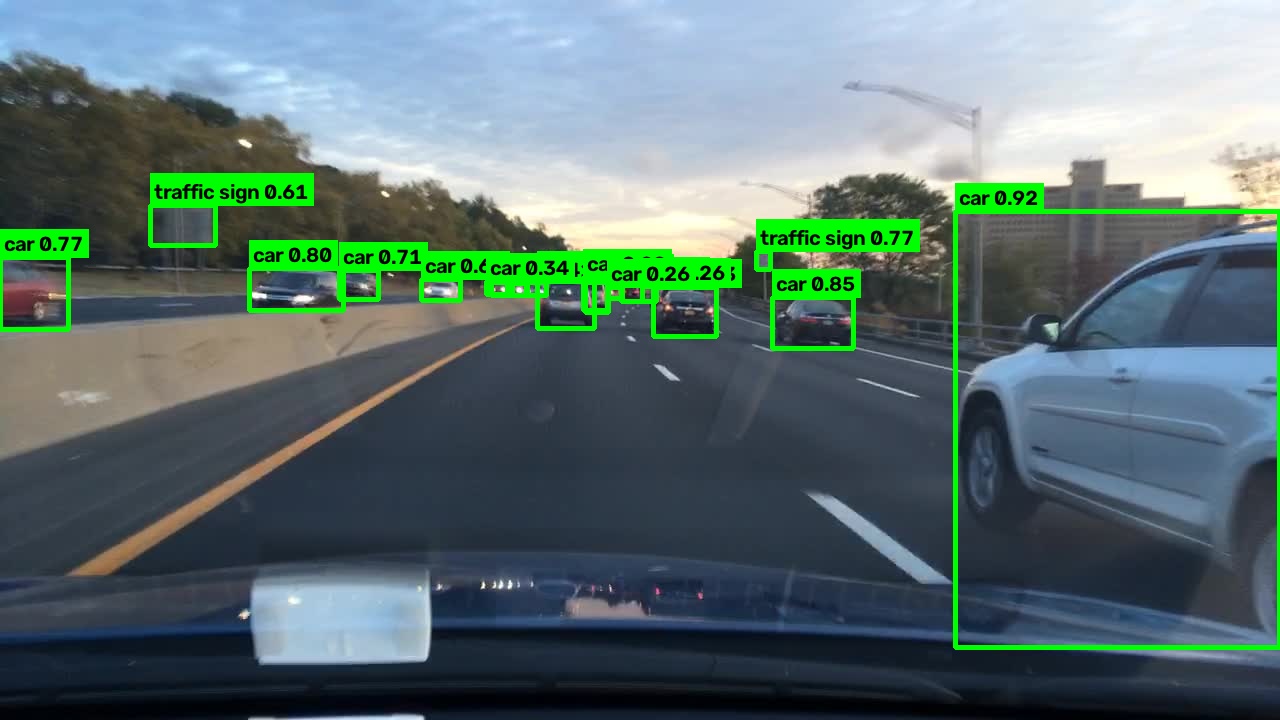 traffic sign 0.61
car 0.92
traffic sign 0.77
car 0.77
car 0.80
car 0.71
car 0.34
car 0.26
car 0.85